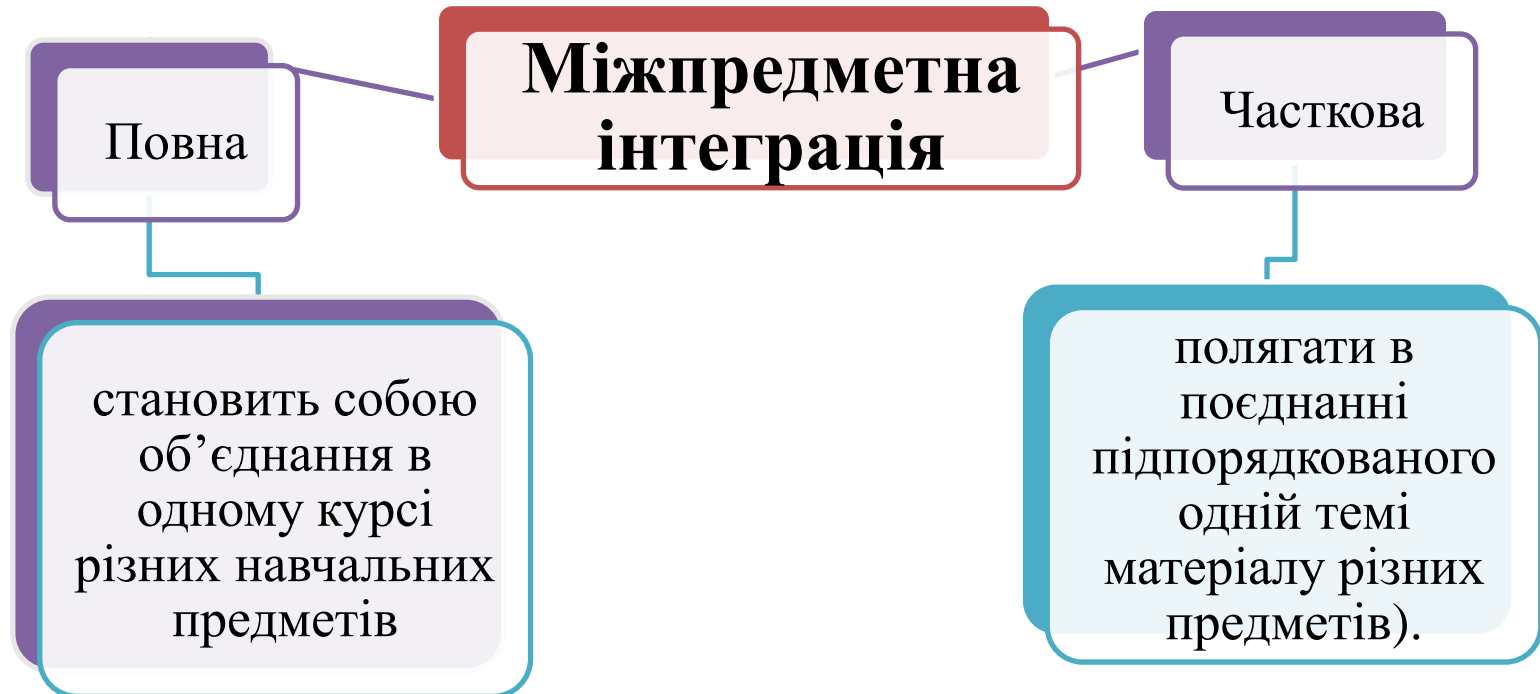 Міжпредметна
інтеграція
Повна
становить собою
об’єднання в
одному курсі
різних навчальних
предметів
Часткова
полягати в
поєднанні
підпорядкованого
одній темі
матеріалу різних
предметів).